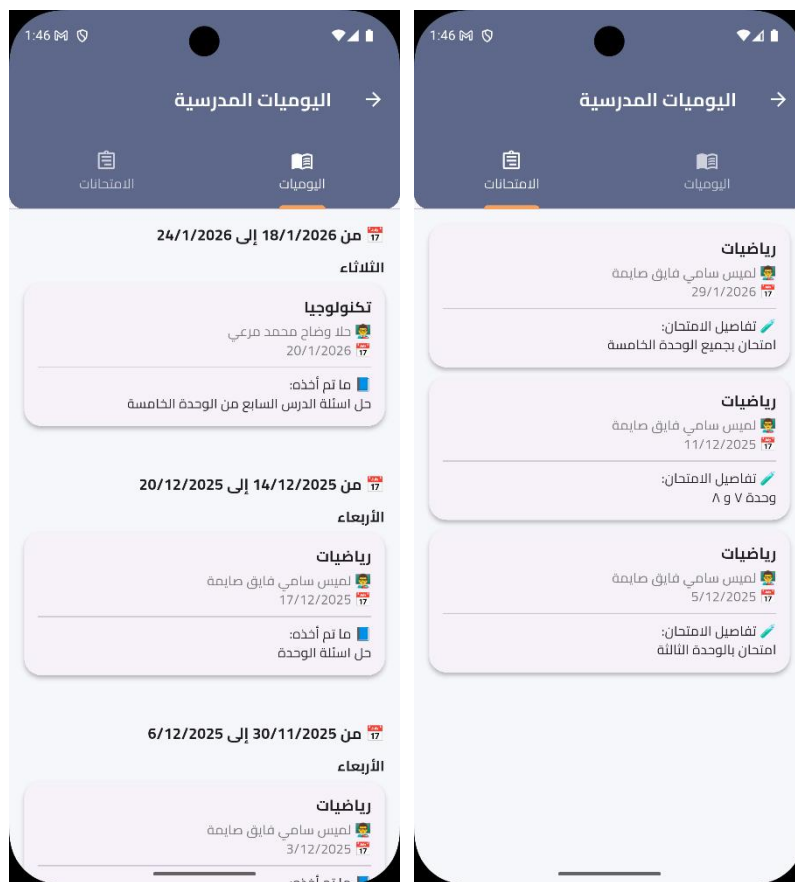 1:46
اليوميات المدرسية
اليوميات
الامتحانات
من 18/1/2026 إلى 24/1/2026
الثلاثاء
تكنولوجيا
حلا وضاح محمد مرعي
20/1/2026
ما تم أخذه:
حل اسئلة الدرس السابع من الوحدة الخامسة
من 14/12/2025 إلى 20/12/2025
الأربعاء
رياضيات
لميس سامي فايق صايمة
17/12/2025
ما تم أخذه:
حل اسئلة الوحدة
من 30/11/2025 إلى 6/12/2025
الأربعاء
رياضيات
لميس سامي فايق صايمة
3/12/2025
ما تم أخذه:
1:46
اليوميات المدرسية
اليوميات
الامتحانات
رياضيات
لميس سامي فايق صايمة
29/1/2026
تفاصيل الامتحان:
امتحان بجميع الوحدة الخامسة
رياضيات
لميس سامي فايق صايمة
11/12/2025
تفاصيل الامتحان:
وحدة ٧ و ٨
رياضيات
لميس سامي فايق صايمة
5/12/2025
تفاصيل الامتحان:
امتحان بالوحدة الثالثة